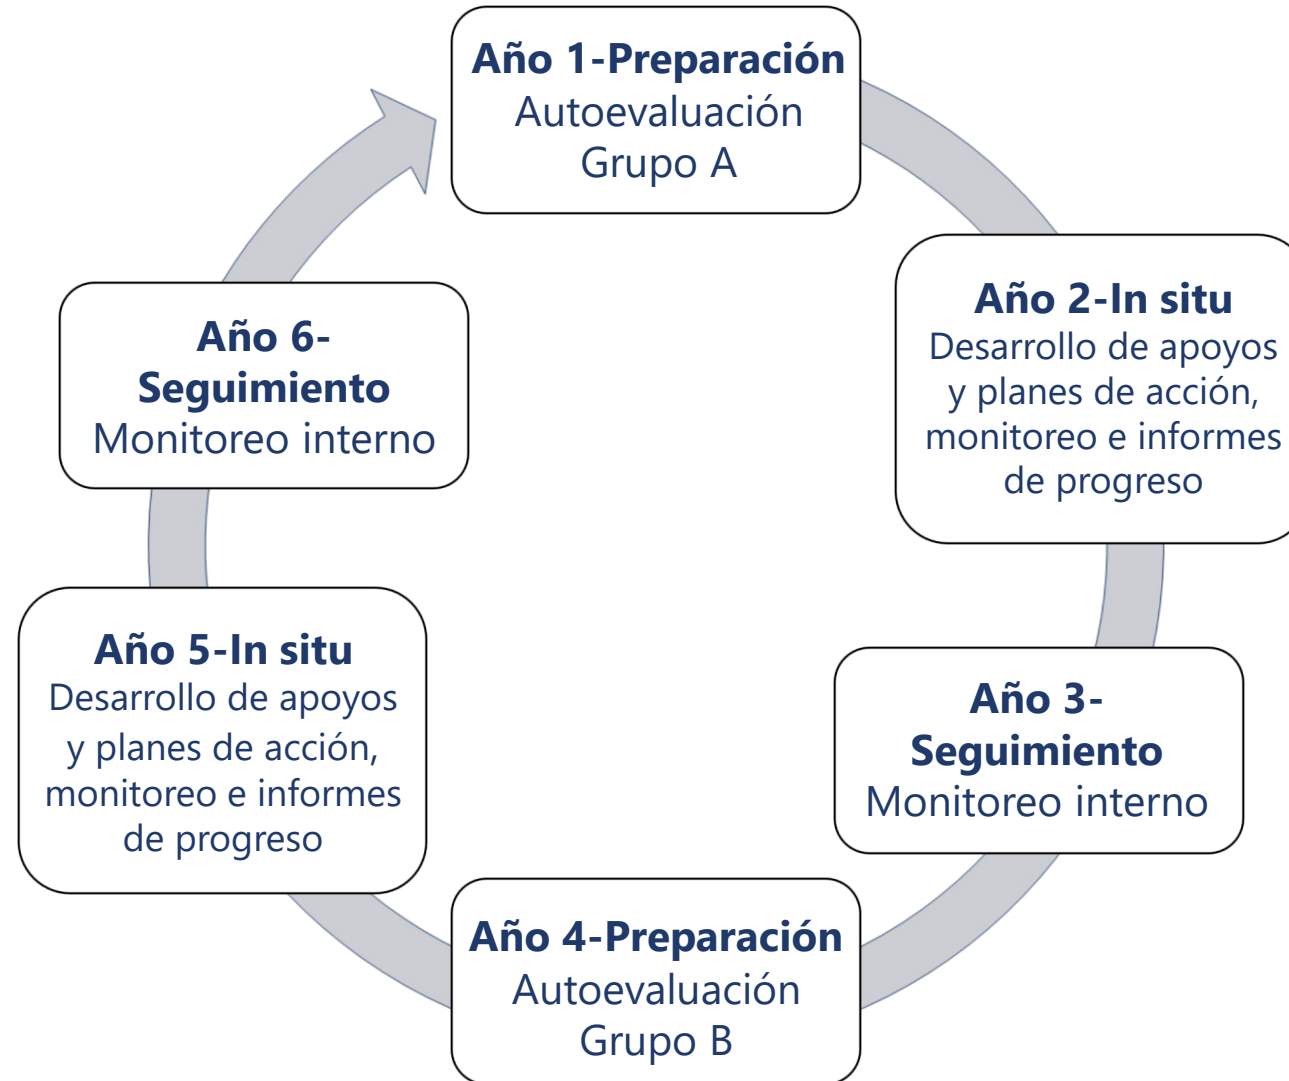 Año 1-Preparación
Autoevaluación
Grupo A
Año 2-In situ
Desarrollo de apoyos
y planes de acción,
monitoreo e informes
de progreso
Año 3-
Seguimiento
Monitoreo interno
Año 4-Preparación
Autoevaluación
Grupo B
Año 5-In situ
Desarrollo de apoyos
y planes de acción,
monitoreo e informes
de progreso
Año 6-
Seguimiento
Monitoreo interno